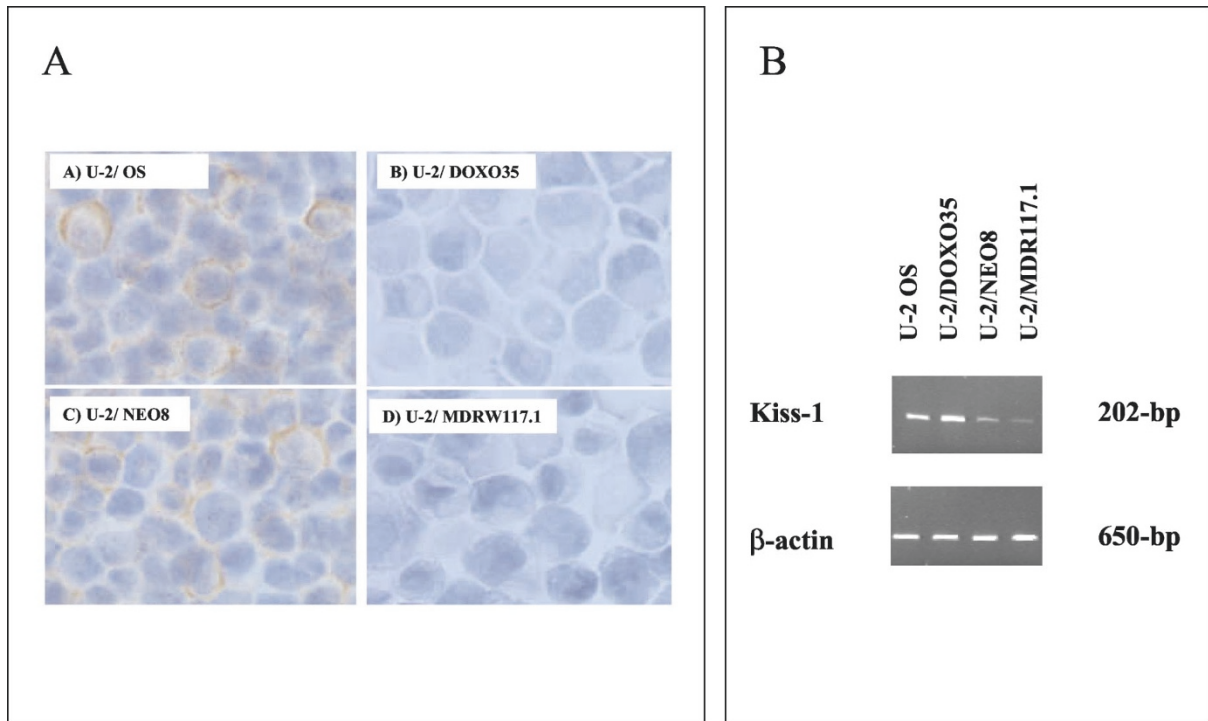 A
A) U-2/ OS
B) U-2/ DOXO35
C) U-2/ NEO8
D) U-2/ MDRW117.1
B
U-2 OS
U-2/DOXO35
U-2/NEO8
U-2/MDR117.1
Kiss-1
202-bp
β-actin
650-bp